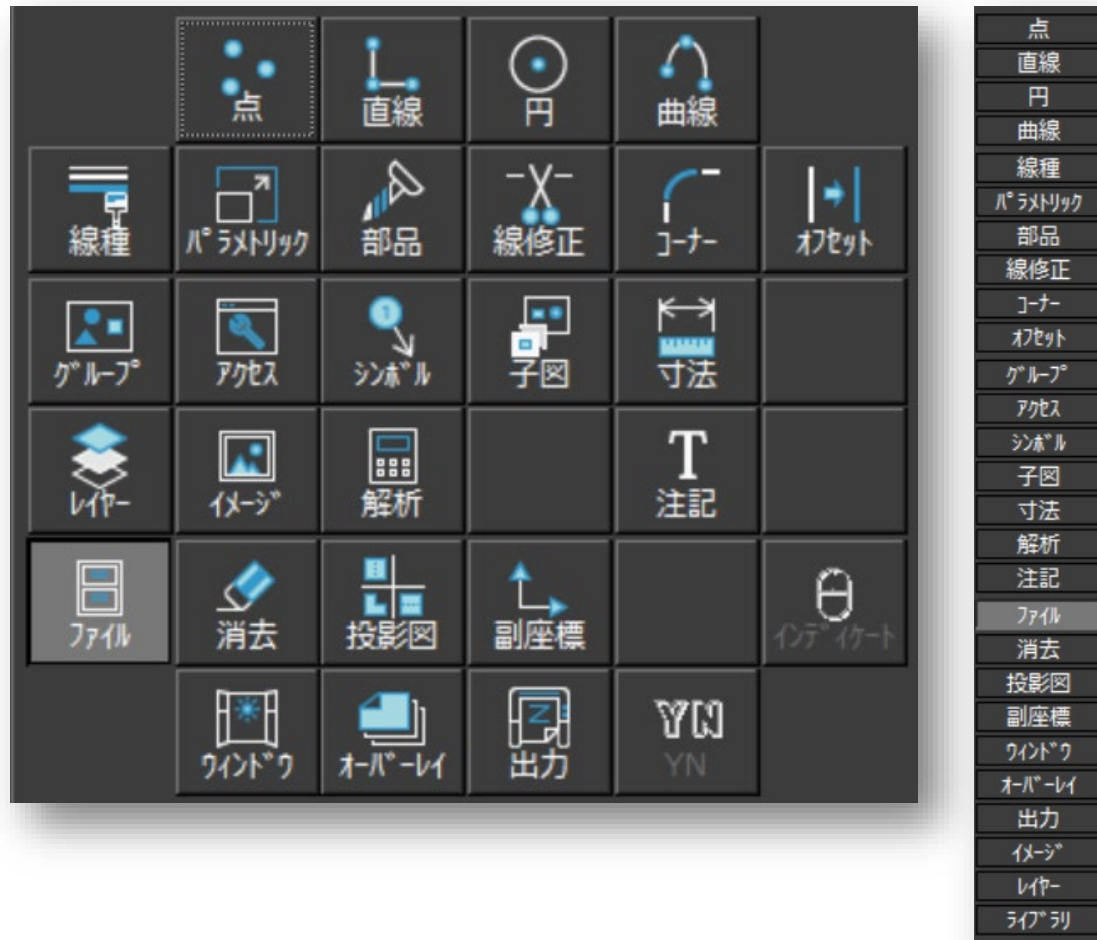 点 直線 円 曲線
線種 ﾊﾟﾗﾒﾄﾘｯｸ 部品 線修正 ｺｰﾅｰ ｵﾌｾｯﾄ
1
ｸﾞﾙｰﾌﾟ ｱｸｾｽ ｼﾝﾎﾞﾙ 子図 寸法
T
ﾚｲﾔｰ ｲﾒｰｼﾞ 解析 注記
ﾌｧｲﾙ 消去 投影図 副座標 ｲﾝﾃﾞｨｹｰﾄ
Z YN
ｳｨﾝﾄﾞｳ ｵｰﾊﾞｰﾚｲ 出力 YN
点
直線
円
曲線
線種
ﾊﾟﾗﾒﾄﾘｯｸ
部品
線修正
ｺｰﾅｰ
ｵﾌｾｯﾄ
ｸﾞﾙｰﾌﾟ
ｱｸｾｽ
ｼﾝﾎﾞﾙ
子図
寸法
解析
注記
ﾌｧｲﾙ
消去
投影図
副座標
ｳｨﾝﾄﾞｳ
ｵｰﾊﾞｰﾚｲ
出力
ｲﾒｰｼﾞ
ﾚｲﾔｰ
ﾗｲﾌﾞﾗﾘ